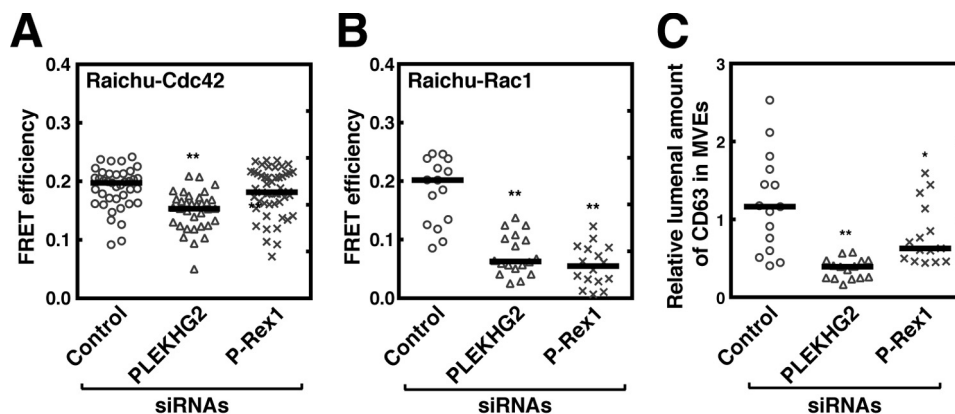 A
Raichu-Cdc42
FRET efficiency
0.4
0.3
0.2
0.1
0.0
**
Control
PLEKHG2
P-Rex1
siRNAs
B
Raichu-Rac1
FRET efficiency
0.4
0.3
0.2
0.1
0.0
**
**
Control
PLEKHG2
P-Rex1
siRNAs
C
Relative lumenal amount
of CD63 in MVEs
3
2
1
0
**
*
Control
PLEKHG2
P-Rex1
siRNAs